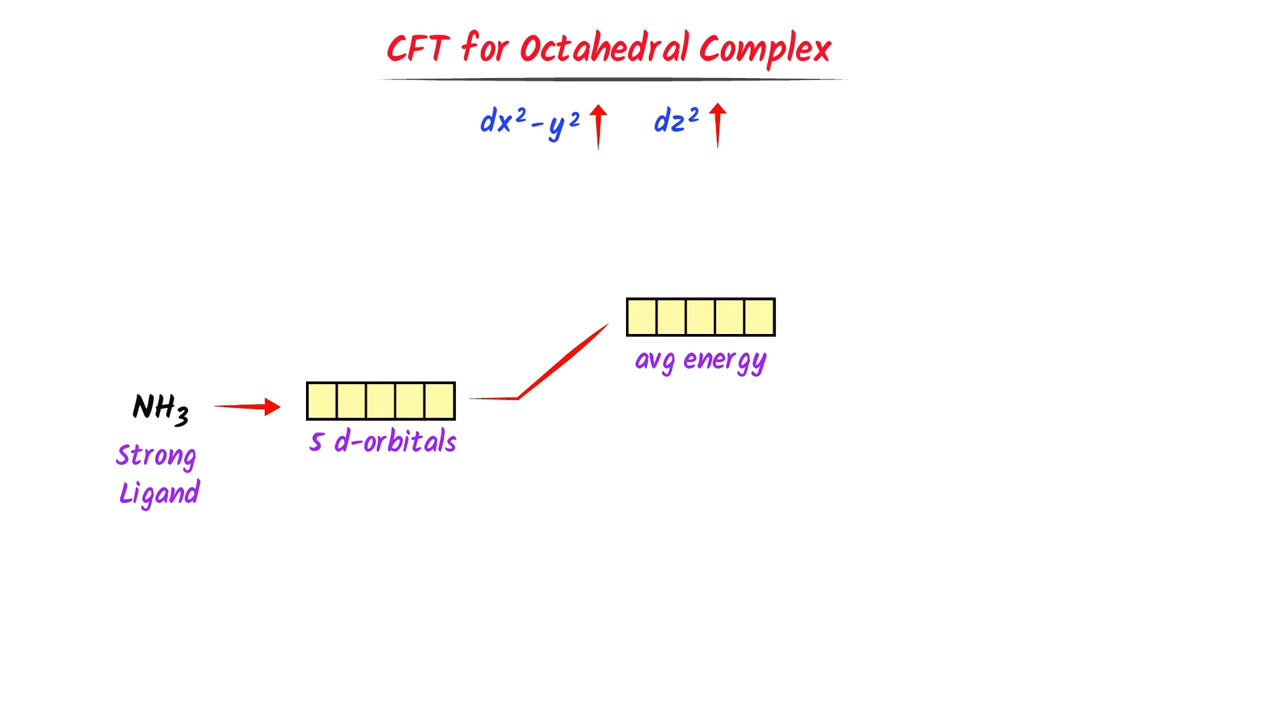 CFT for Octahedral Complex
dx²-y² dz²
avg energy
NH₃
5 d-orbitals
Strong
Ligand